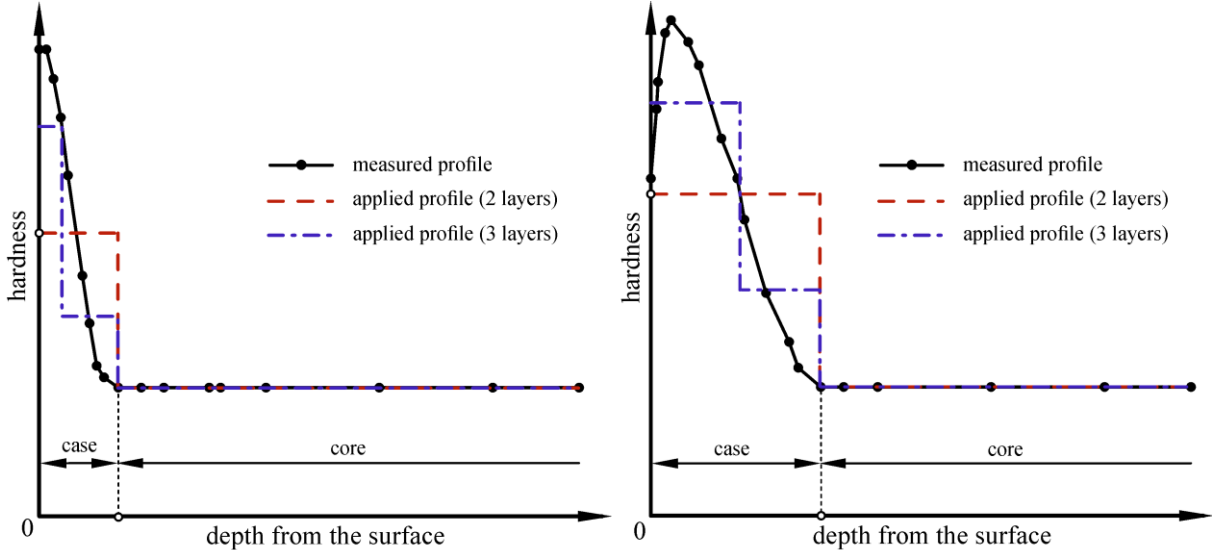 measured profile
applied profile (2 layers)
applied profile (3 layers)
hardness
case
core
0
depth from the surface
measured profile
applied profile (2 layers)
applied profile (3 layers)
hardness
case
core
0
depth from the surface